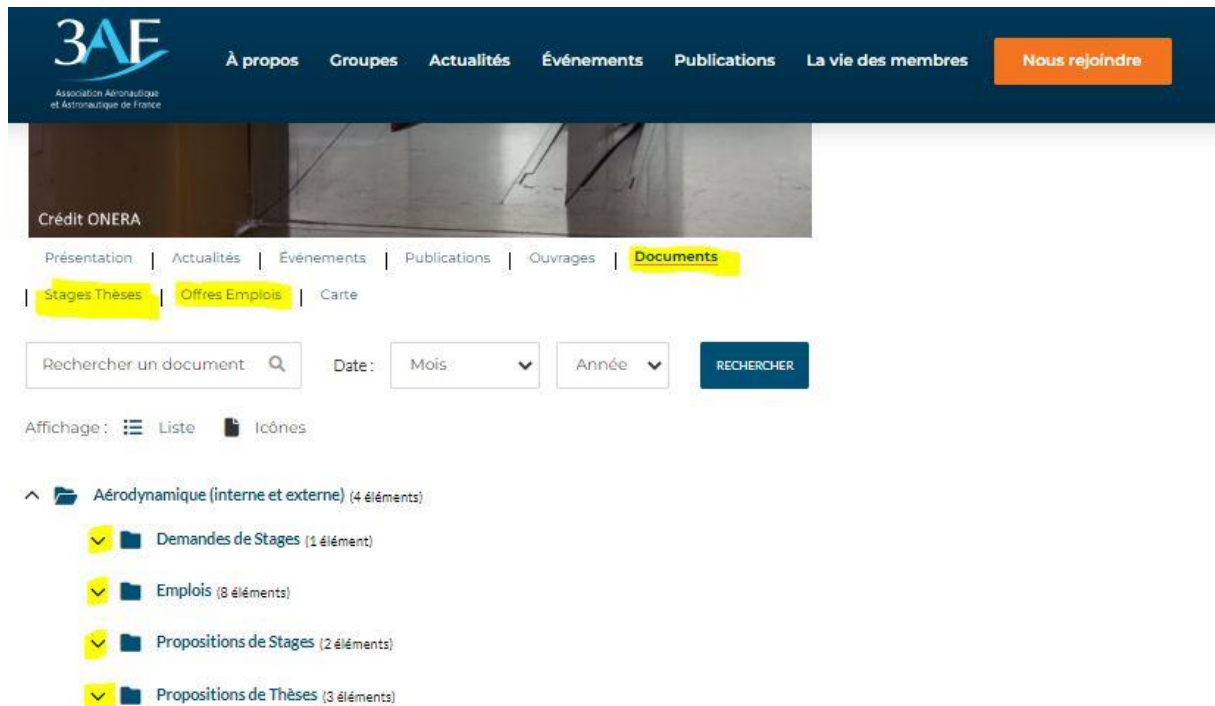 3AF
Association Aéronautique
et Astronautique de France
À propos Groupes Actualités Événements Publications La vie des membres Nous rejoindre
Crédit ONERA
Présentation | Actualités | Événements | Publications | Ouvrages | Documents
| Stages Thèses | Offres Emplois | Carte
Rechercher un document Date : Mois Année RECHERCHER
Affichage : Liste Icônes
Aérodynamique (interne et externe) (4 éléments)
Demandes de Stages (1 élément)
Emplois (8 éléments)
Propositions de Stages (2 éléments)
Propositions de Thèses (3 éléments)